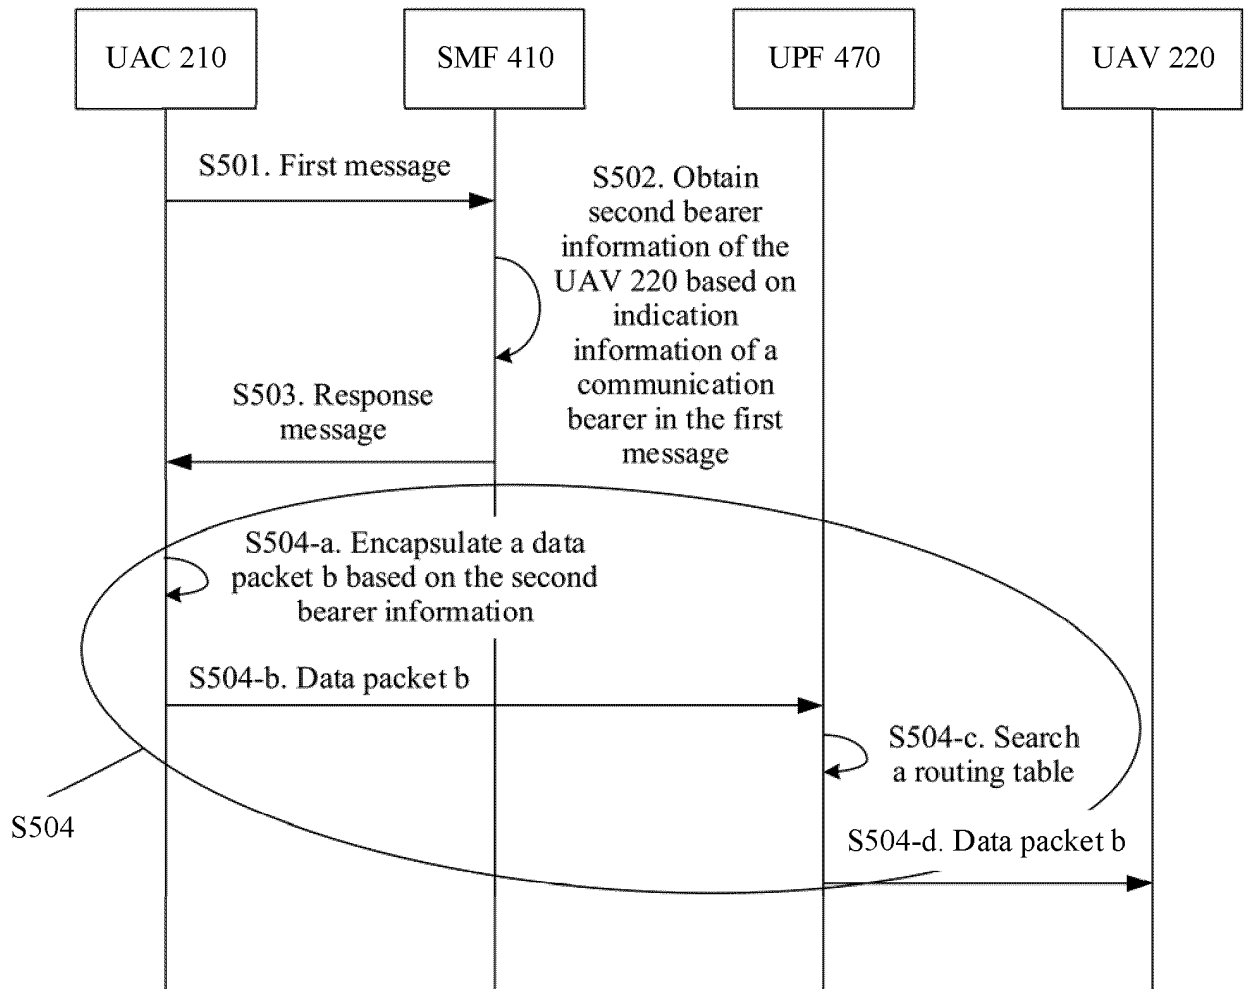 UAC 210
SMF 410
UPF 470
UAV 220
S501. First message
S502. Obtain
second bearer
information of the
UAV 220 based on
indication
information of a
communication
bearer in the first
message
S503. Response
message
S504-a. Encapsulate a data
packet b based on the second
bearer information
S504-b. Data packet b
S504-c. Search
a routing table
S504
S504-d. Data packet b